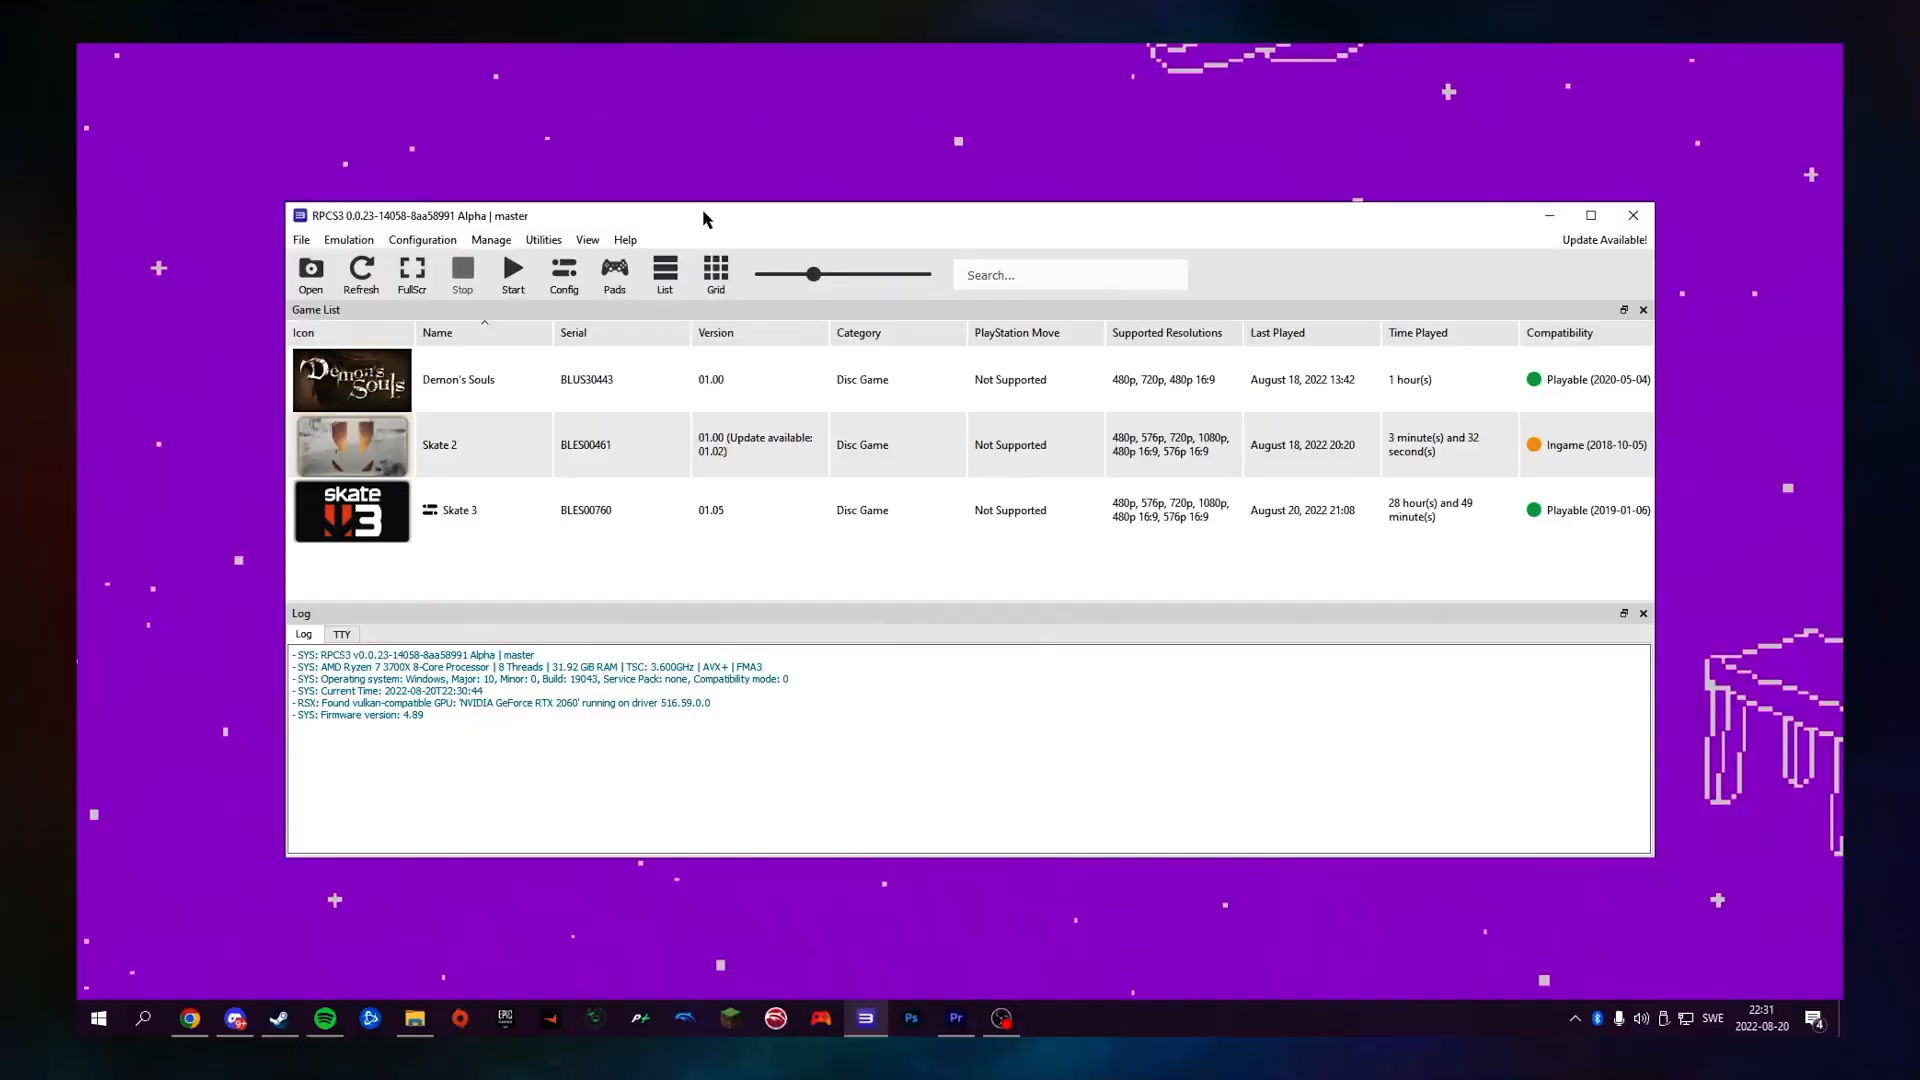 RPCS3 0.0.23-14058-8aa58991 Alpha | master
File Emulation Configuration Manage Utilities View Help Update Available!
Open Refresh FullScr Stop Start Config Pads List Grid Search...
Game List
Icon Name Serial Version Category PlayStation Move Supported Resolutions Last Played Time Played Compatibility
Demon's Souls
Demon's Souls BLUS30443 01.00 Disc Game Not Supported 480p, 720p, 480p 16:9 August 18, 2022 13:42 1 hour(s) Playable (2020-05-04)
Skate 2 BLES00461 01.00 (Update available: 01.02) Disc Game Not Supported 480p, 576p, 720p, 1080p, 480p 16:9, 576p 16:9 August 18, 2022 20:20 3 minute(s) and 32 second(s) Ingame (2018-10-05)
skate 3
Skate 3 BLES00760 01.05 Disc Game Not Supported 480p, 576p, 720p, 1080p, 480p 16:9, 576p 16:9 August 20, 2022 21:08 28 hour(s) and 49 minute(s) Playable (2019-01-06)
Log
Log TTY
- SYS: RPCS3 v0.0.23-14058-8aa58991 Alpha | master
- SYS: AMD Ryzen 7 3700X 8-Core Processor | 8 Threads | 31.92 GiB RAM | TSC: 3.600GHz | AVX+ | FMA3
- SYS: Operating system: Windows, Major: 10, Minor: 0, Build: 19043, Service Pack: none, Compatibility mode: 0
- SYS: Current Time: 2022-08-20T22:30:44
- RSX: Found vulkan-compatible GPU: 'NVIDIA GeForce RTX 2060' running on driver 516.59.0.0
- SYS: Firmware version: 4.89
9+ EPIC GAMES P+ Ps Pr SWE 22:31 4
2022-08-20